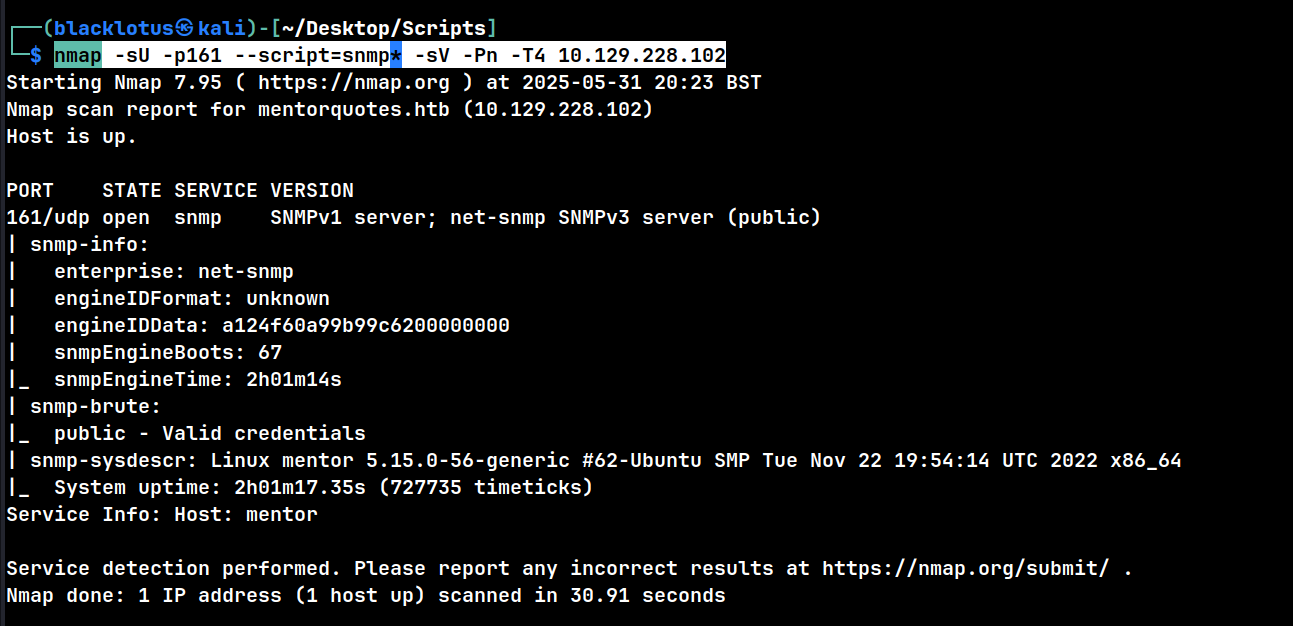 ┌──(blacklotus㉿kali)-[~/Desktop/Scripts]
└─$ nmap -sU -p161 --script=snmp* -sV -Pn -T4 10.129.228.102
Starting Nmap 7.95 ( https://nmap.org ) at 2025-05-31 20:23 BST
Nmap scan report for mentorquotes.htb (10.129.228.102)
Host is up.

PORT    STATE SERVICE VERSION
161/udp open  snmp    SNMPv1 server; net-snmp SNMPv3 server (public)
| snmp-info:
|   enterprise: net-snmp
|   engineIDFormat: unknown
|   engineIDData: a124f60a99b99c6200000000
|   snmpEngineBoots: 67
|_  snmpEngineTime: 2h01m14s
| snmp-brute:
|_  public - Valid credentials
| snmp-sysdescr: Linux mentor 5.15.0-56-generic #62-Ubuntu SMP Tue Nov 22 19:54:14 UTC 2022 x86_64
|_  System uptime: 2h01m17.35s (727735 timeticks)
Service Info: Host: mentor

Service detection performed. Please report any incorrect results at https://nmap.org/submit/ .
Nmap done: 1 IP address (1 host up) scanned in 30.91 seconds